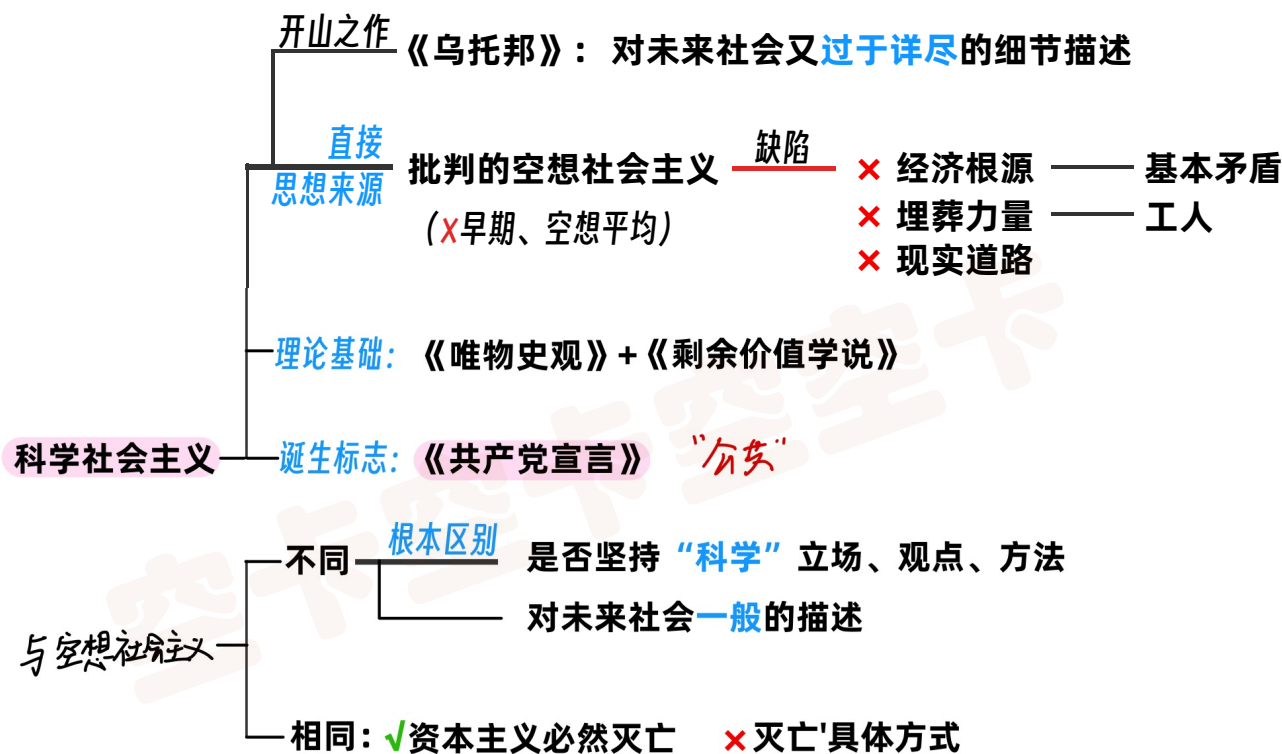 开山之作
《乌托邦》：对未来社会又过于详尽的细节描述
直接
思想来源
批判的空想社会主义
缺陷
× 经济根源 —— 基本矛盾
（×早期、空想平均）
× 埋葬力量 —— 工人
× 现实道路
理论基础：《唯物史观》+《剩余价值学说》
科学社会主义
诞生标志：《共产党宣言》
不同
根本区别
是否坚持“科学”立场、观点、方法
对未来社会一般的描述
与空想社会主义
相同：√资本主义必然灭亡 ×灭亡'具体方式
空卡空卡空空卡